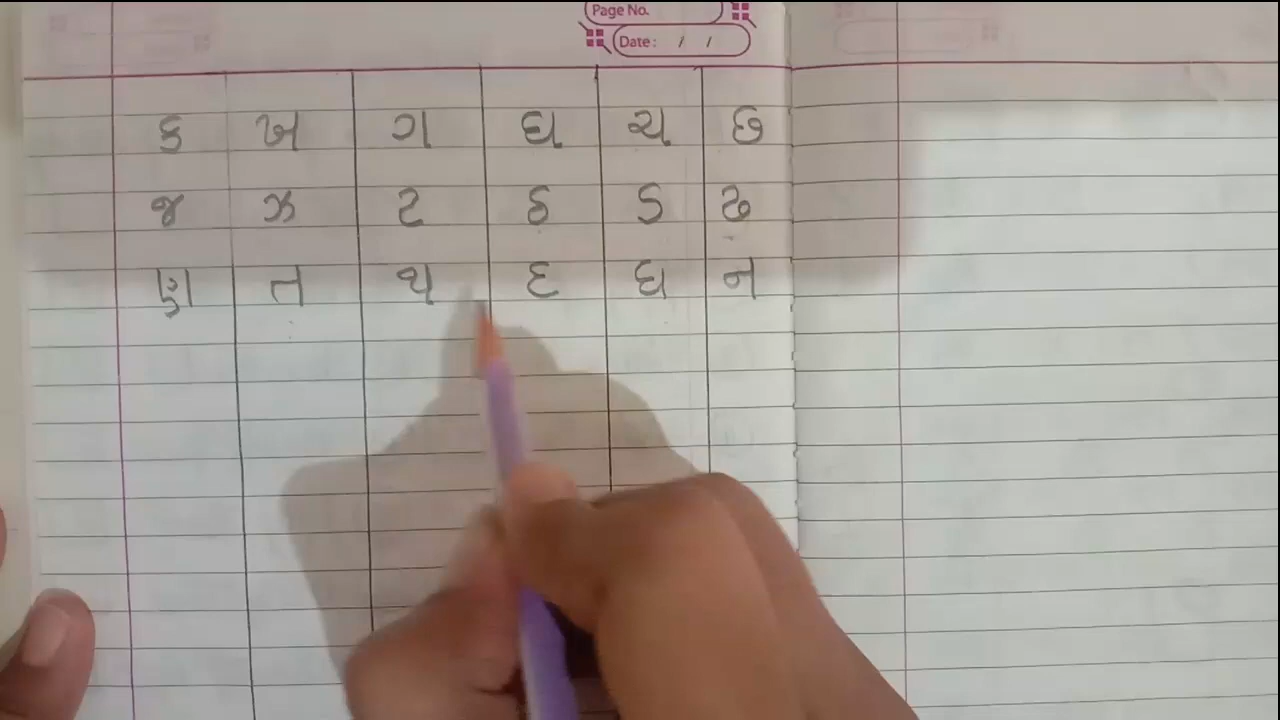 Page No.
Date: / /
ક ખ ગ ઘ ચ છ
જ ઝ ટ ઠ ડ ઢ
ણ ત થ દ ધ ન